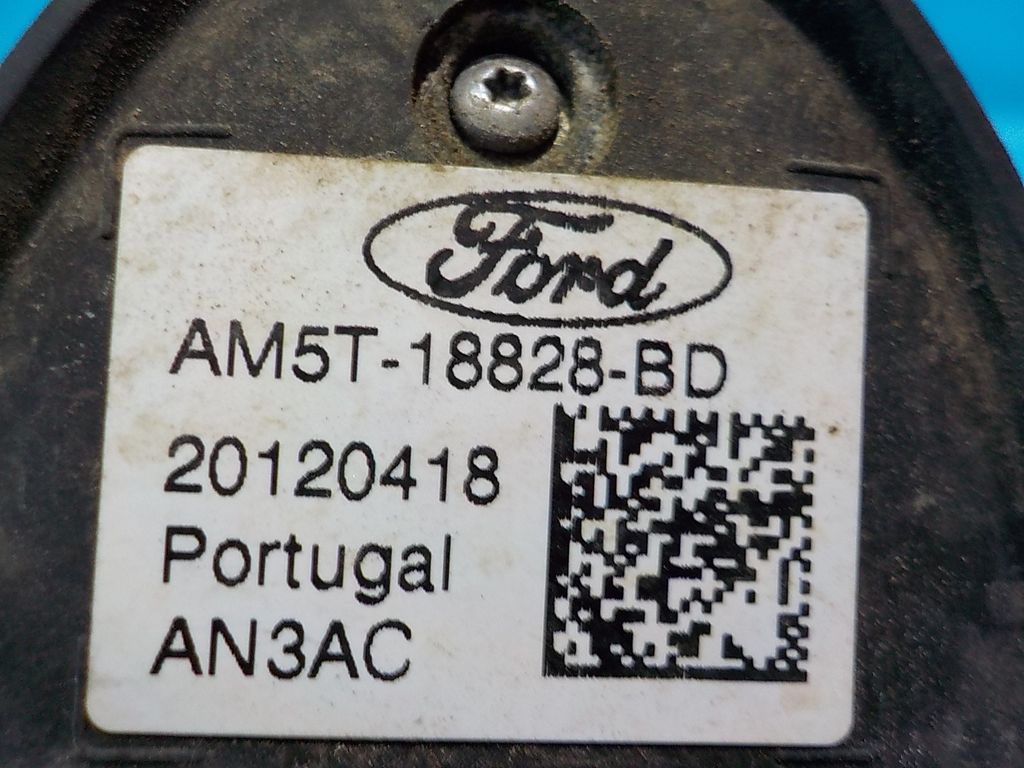 Ford
AM5T-18828-BD
20120418
Portugal
AN3AC